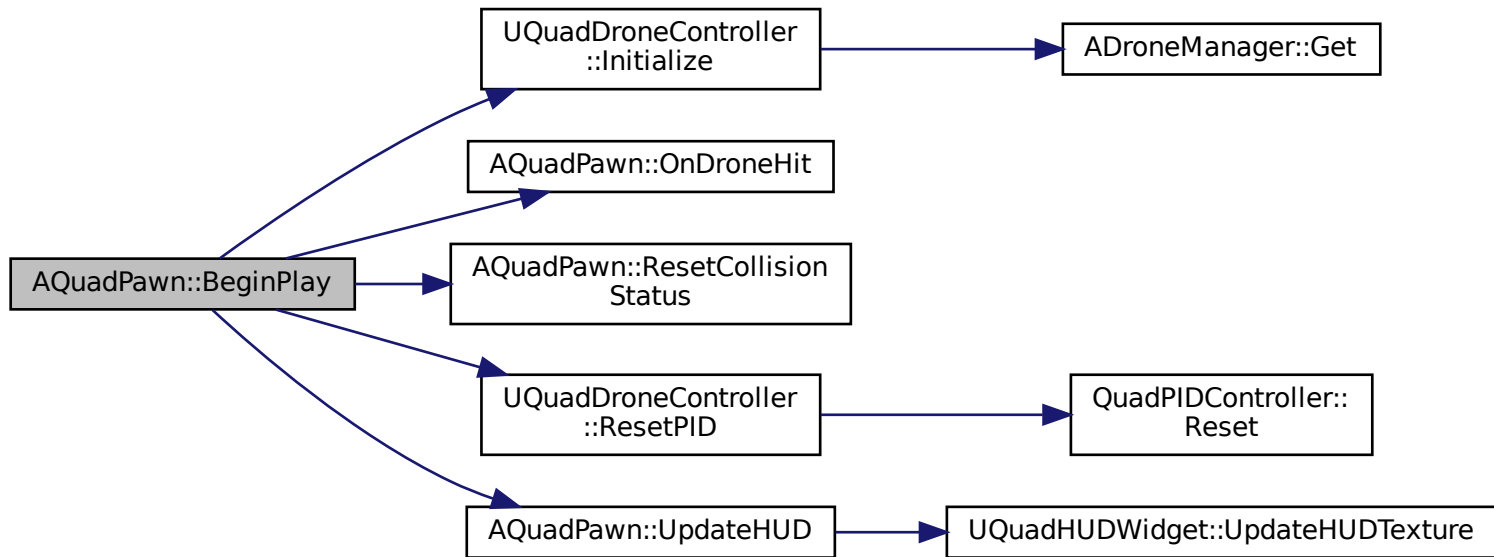 UQuadDroneController
::Initialize
ADroneManager::Get
AQuadPawn::OnDroneHit
AQuadPawn::BeginPlay
AQuadPawn::ResetCollision
Status
UQuadDroneController
::ResetPID
QuadPIDController::
Reset
AQuadPawn::UpdateHUD
UQuadHUDWidget::UpdateHUDTexture